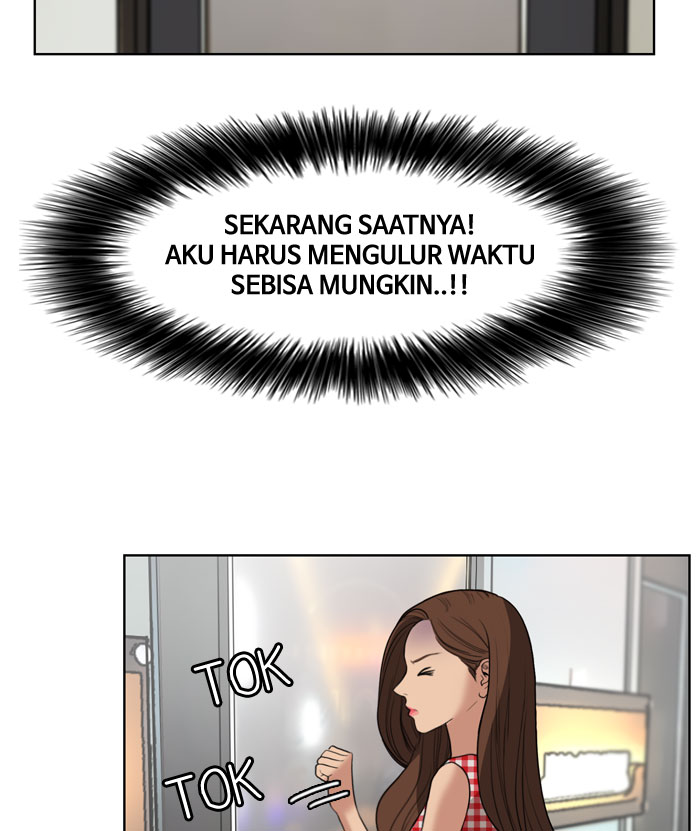 SEKARANG SAATNYA!
AKU HARUS MENGULUR WAKTU
SEBISA MUNGKIN..!!
TOK
TOK